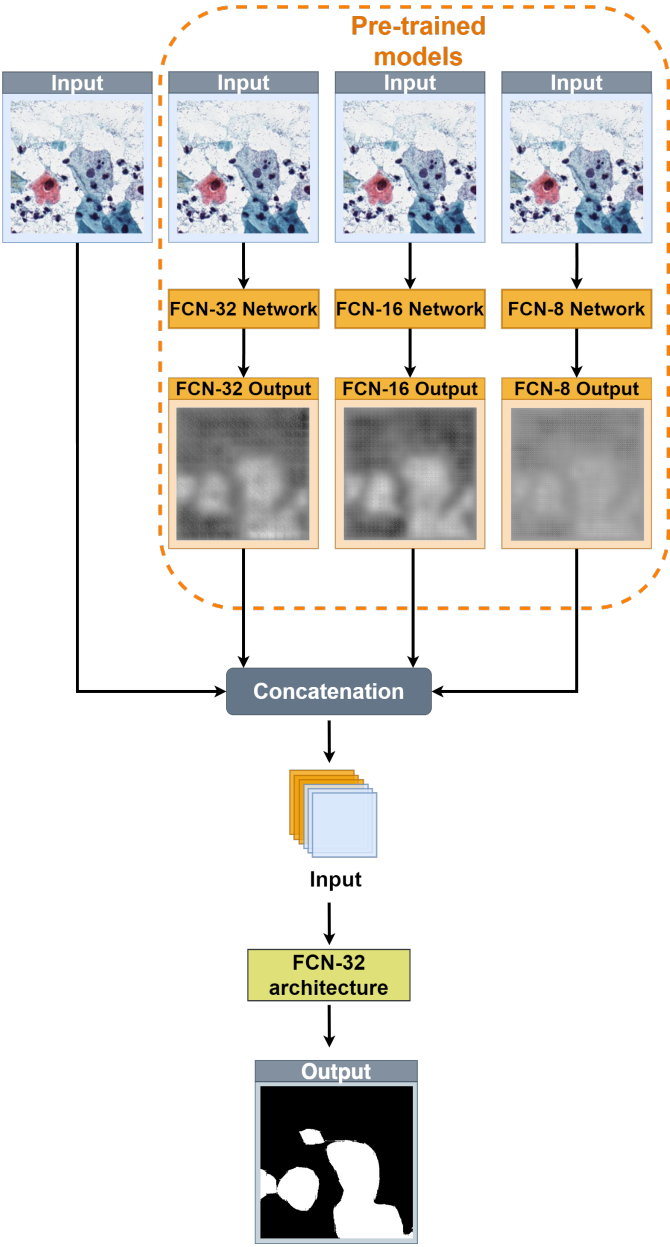 Pre-trained
models
Input
Input
Input
Input
FCN-32 Network
FCN-16 Network
FCN-8 Network
FCN-32 Output
FCN-16 Output
FCN-8 Output
Concatenation
Input
FCN-32
architecture
Output